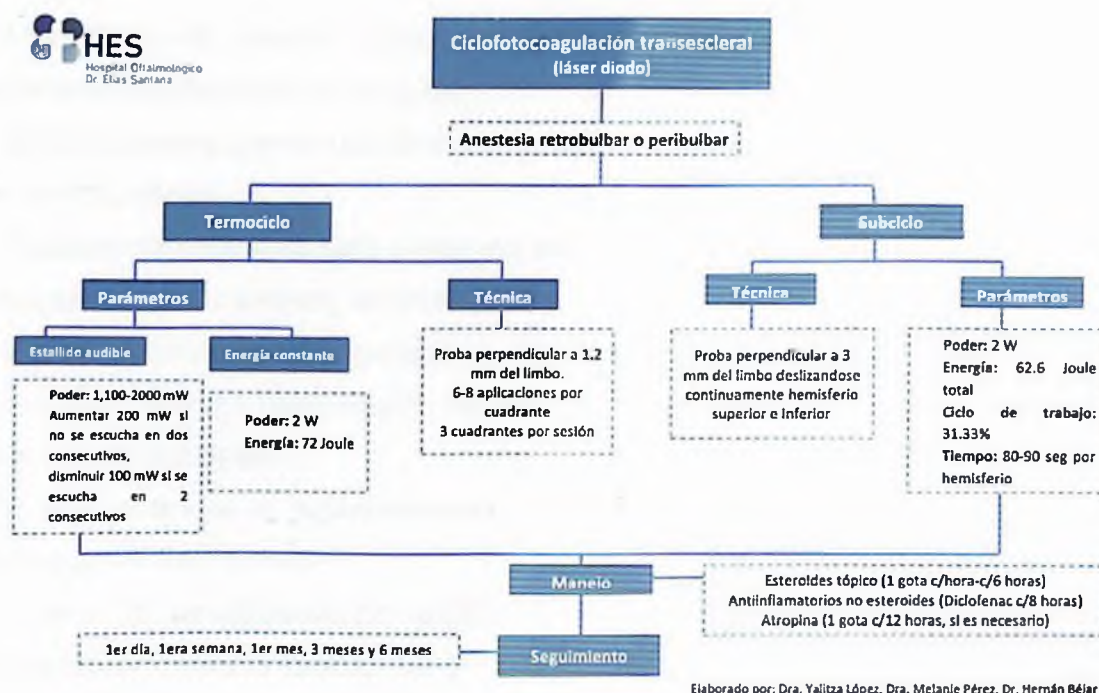 HES
Hospital Oftalmológico
Dr. Elías Santana
Ciclofotocoagulación transescleral
(láser diodo)
Anestesia retrobulbar o peribulbar
Termociclo
Subciclo
Parámetros
Técnica
Técnica
Parámetros
Estallido audible
Energía constante
Poder: 1,100-2000 mW
Aumentar 200 mW si
no se escucha en dos
consecutivos,
disminuir 100 mW si se
escucha en 2
consecutivos
Poder: 2 W
Energía: 72 Joule
Proba perpendicular a 1.2
mm del limbo.
6-8 aplicaciones por
cuadrante
3 cuadrantes por sesión
Proba perpendicular a 3
mm del limbo deslizandose
continuamente hemisferio
superior e inferior
Poder: 2 W
Energía: 62.6 Joule
total
Ciclo de trabajo:
31.33%
Tiempo: 80-90 seg por
hemisferio
Manejo
Esteroides tópico (1 gota c/hora-c/6 horas)
Antiinflamatorios no esteroides (Diclofenac c/8 horas)
Atropina (1 gota c/12 horas, si es necesario)
1er día, 1era semana, 1er mes, 3 meses y 6 meses
Seguimiento
Elaborado por: Dra. Yalitza López, Dra. Melanie Pérez, Dr. Hernán Béjar